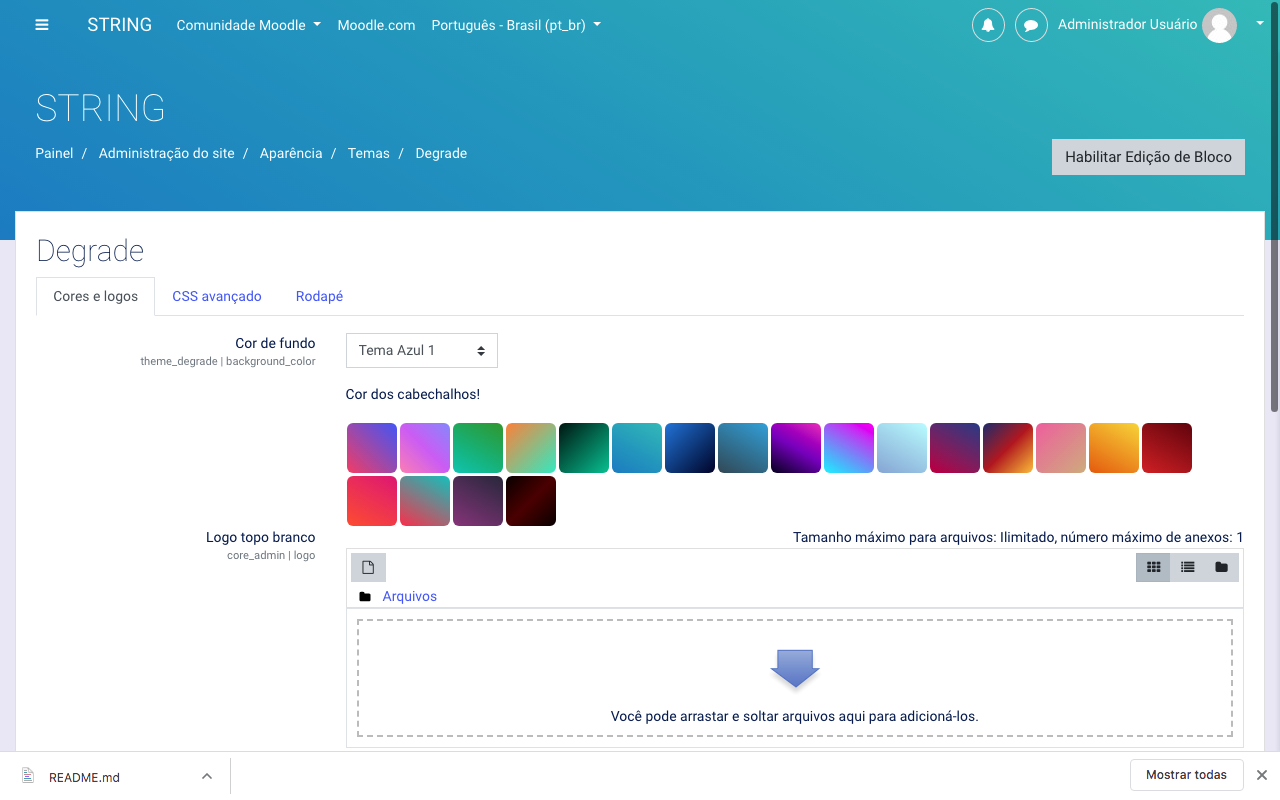 STRING Comunidade Moodle Moodle.com Português - Brasil (pt_br) Administrador Usuário
STRING
Painel / Administração do site / Aparência / Temas / Degrade
Habilitar Edição de Bloco
Degrade
Cores e logos CSS avançado Rodapé
Cor de fundo
theme_degrade | background_color
Tema Azul 1
Cor dos cabechalhos!
Logo topo branco
core_admin | logo
Tamanho máximo para arquivos: Ilimitado, número máximo de anexos: 1
Arquivos
Você pode arrastar e soltar arquivos aqui para adicioná-los.
README.md
Mostrar todas